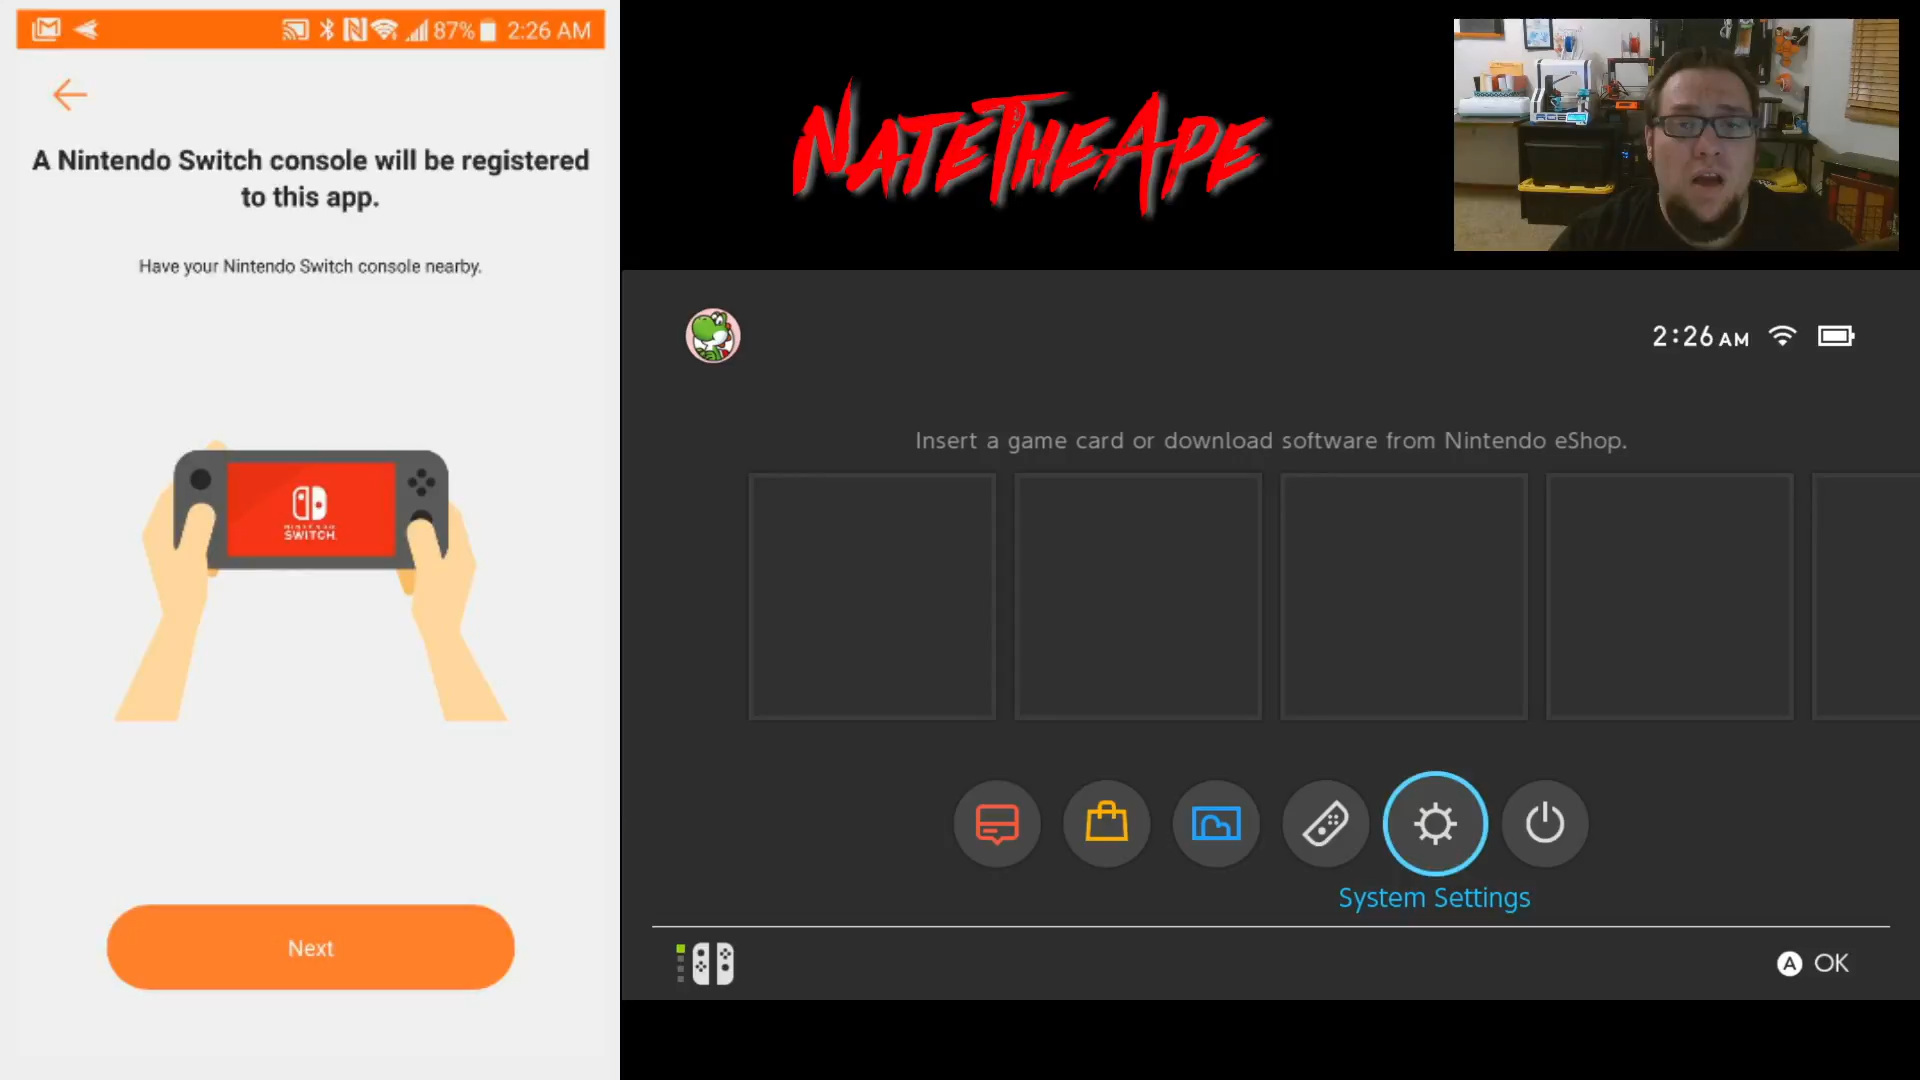 87% 2:26 AM
A Nintendo Switch console will be registered
to this app.
Have your Nintendo Switch console nearby.
NINTENDO
SWITCH
Next
NATETHEAPE
2:26 AM
Insert a game card or download software from Nintendo eShop.
System Settings
A OK